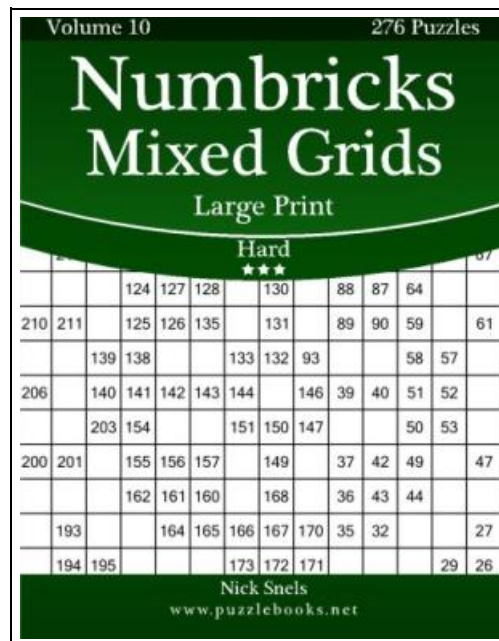 Volume 10 276 Puzzles
Numbricks
Mixed Grids
Large Print
Hard
124 127 128 130 88 87 64
210 211 125 126 135 131 89 90 59 61
139 138 133 132 93 58 57
206 140 141 142 143 144 146 39 40 51 52
203 154 151 150 147 50 53
200 201 155 156 157 149 37 42 49 47
162 161 160 168 36 43 44
193 164 165 166 167 170 35 32 27
194 195 173 172 171 29 26
Nick Snels
www.puzzlebooks.net